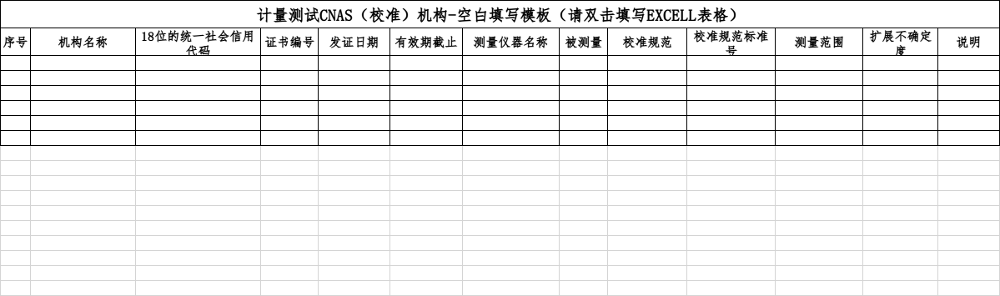 计量测试CNAS（校准）机构-空白填写模板（请双击填写EXCELL表格）
序号 机构名称 18位的统一社会信用代码 证书编号 发证日期 有效期截止 测量仪器名称 被测量 校准规范 校准规范标准号 测量范围 扩展不确定度 说明